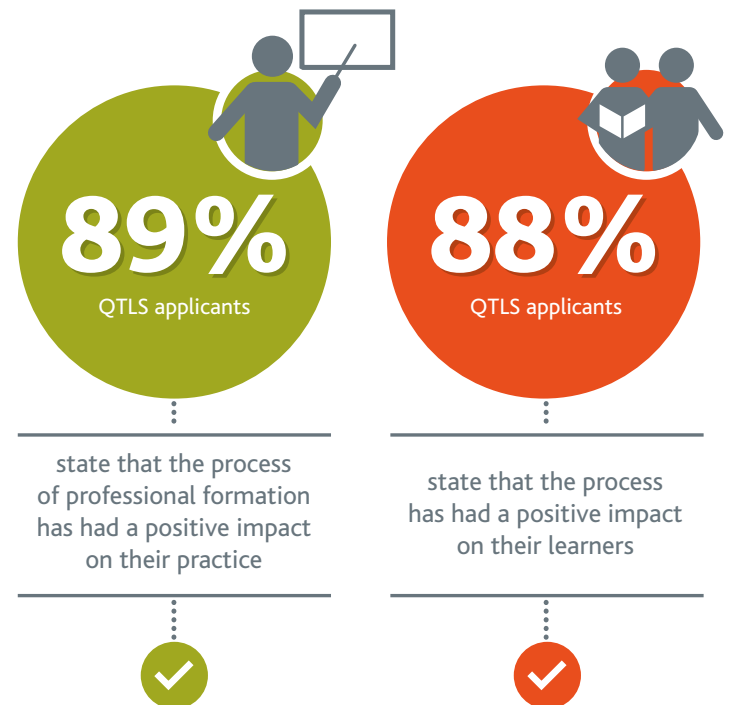 89%
QTLS applicants
state that the process
of professional formation
has had a positive impact
on their practice
88%
QTLS applicants
state that the process
has had a positive impact
on their learners